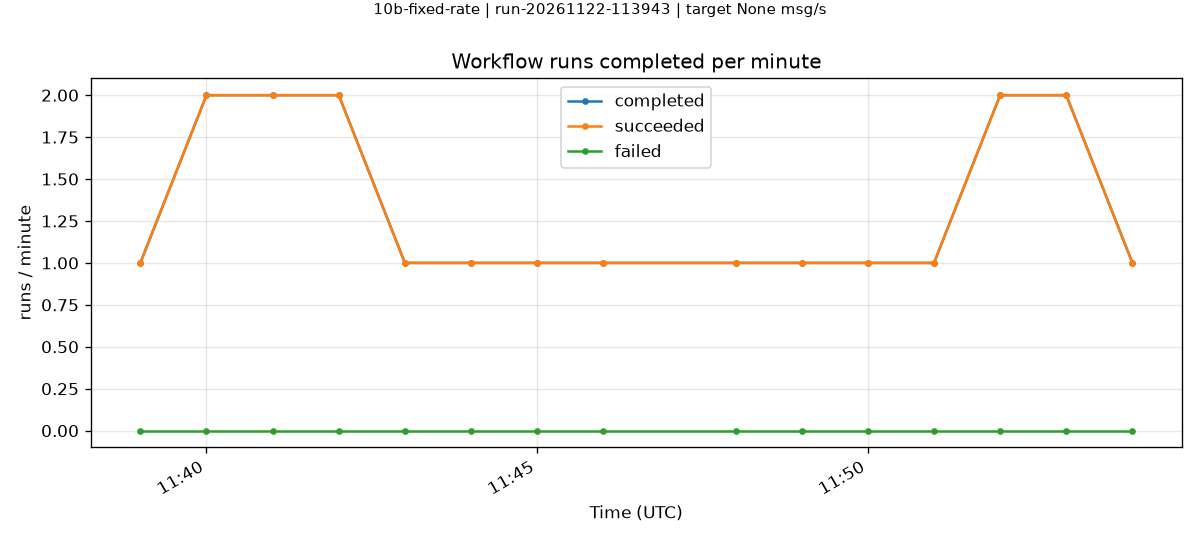 10b-fixed-rate | run-20261122-113943 | target None msg/s
Workflow runs completed per minute
completed
succeeded
failed
2.00
1.75
1.50
1.25
1.00
0.75
0.50
0.25
0.00
runs / minute
11:40
11:45
11:50
Time (UTC)